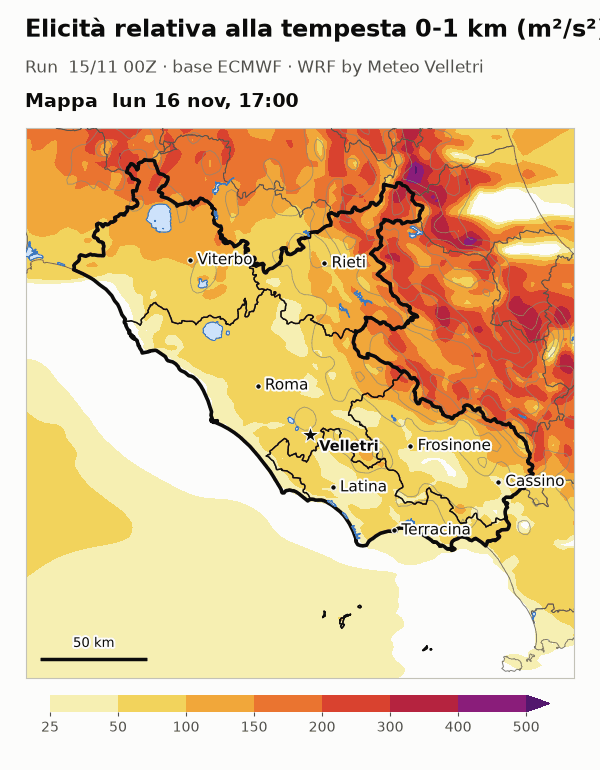 Elicità relativa alla tempesta 0-1 km (m²/s²)
Run  15/11 00Z · base ECMWF · WRF by Meteo Velletri
Mappa  lun 16 nov, 17:00
Viterbo
Rieti
Roma
Velletri
Frosinone
Cassino
Latina
Terracina
50 km
25 50 100 150 200 300 400 500